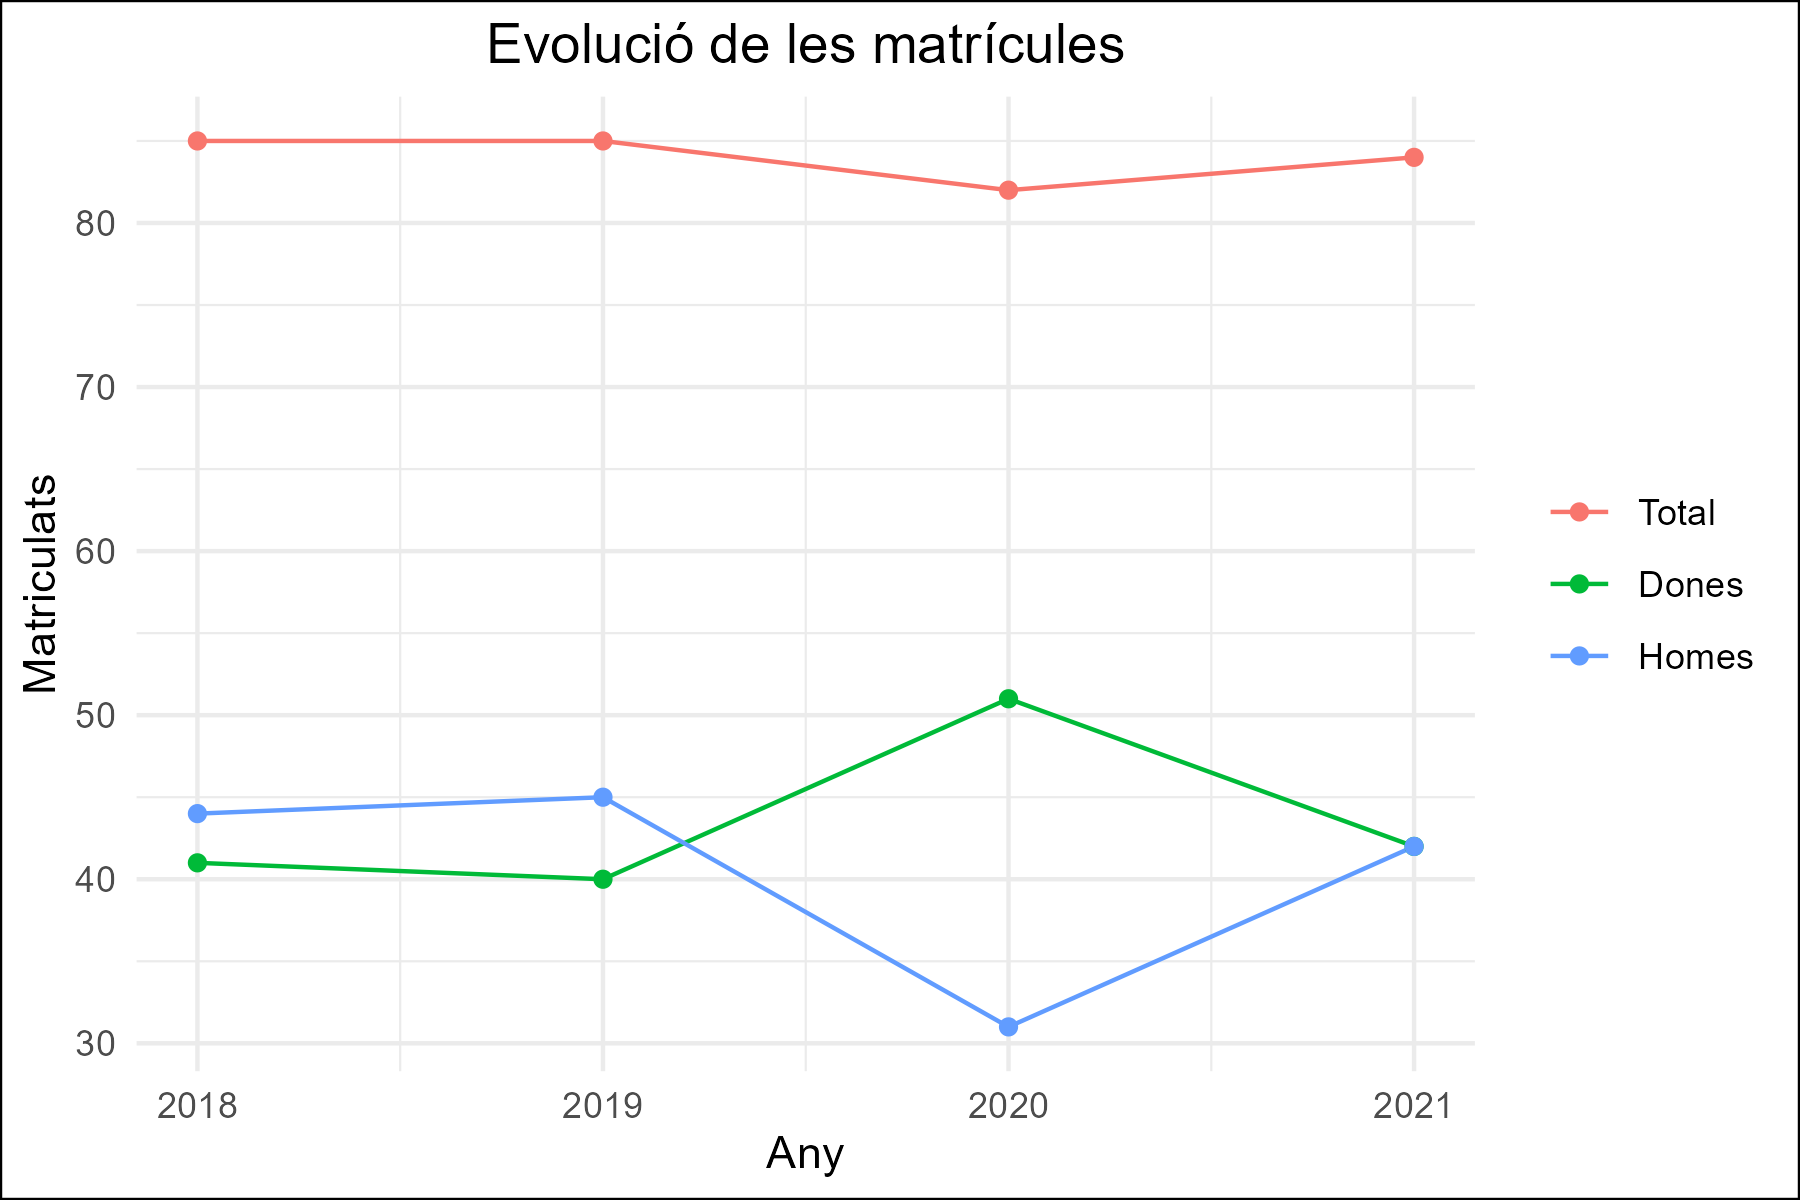 Evolució de les matrícules
80
70
60
50
40
30
Matriculats
2018 2019 2020 2021
Any
Total
Dones
Homes